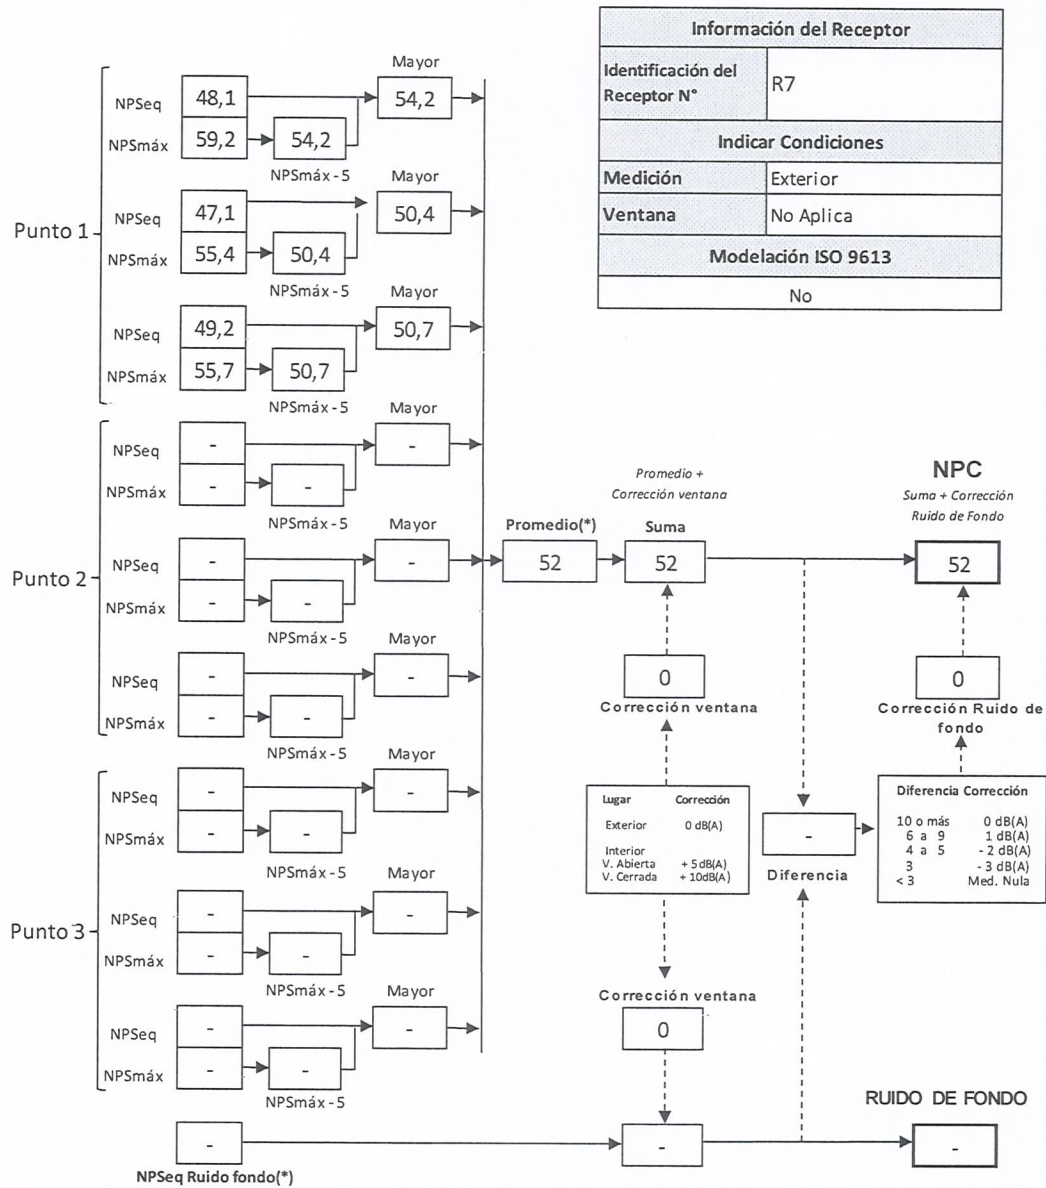 Información del Receptor
Identificación del Receptor N° R7
Indicar Condiciones
Medición Exterior
Ventana No Aplica
Modelación ISO 9613
No
Punto 1
Mayor
NPSeq 48,1 54,2
NPSmáx 59,2 54,2
NPSmáx - 5
Mayor
NPSeq 47,1 50,4
NPSmáx 55,4 50,4
NPSmáx - 5
Mayor
NPSeq 49,2 50,7
NPSmáx 55,7 50,7
NPSmáx - 5
Punto 2
Mayor
NPSeq - -
NPSmáx - -
NPSmáx - 5
Mayor
NPSeq - -
NPSmáx - -
NPSmáx - 5
Mayor
NPSeq - -
NPSmáx - -
NPSmáx - 5
Punto 3
Mayor
NPSeq - -
NPSmáx - -
NPSmáx - 5
Mayor
NPSeq - -
NPSmáx - -
NPSmáx - 5
Mayor
NPSeq - -
NPSmáx - -
NPSmáx - 5
Promedio(*)
52
Promedio +
Corrección ventana
Suma
52
0
Corrección ventana
Lugar Corrección
Exterior 0 dB(A)
Interior
V. Abierta + 5dB(A)
V. Cerrada + 10dB(A)
Corrección ventana
0
NPC
Suma + Corrección
Ruido de Fondo
52
0
Corrección Ruido de
fondo
-
Diferencia
Diferencia Corrección
10 o más 0 dB(A)
6 a 9 1 dB(A)
4 a 5 - 2 dB(A)
3 - 3 dB(A)
< 3 Med. Nula
-
NPSeq Ruido fondo(*)
-
RUIDO DE FONDO
-